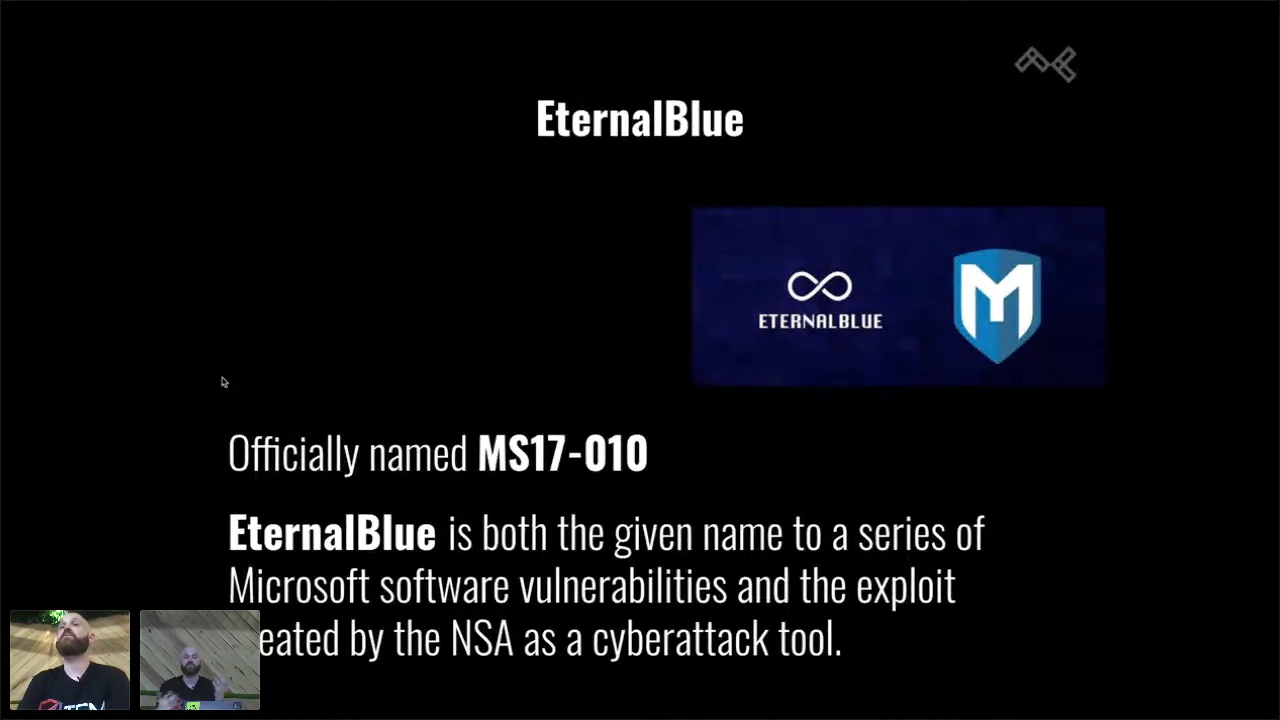 EternalBlue
ETERNALBLUE
Officially named MS17-010
EternalBlue is both the given name to a series of
Microsoft software vulnerabilities and the exploit
eated by the NSA as a cyberattack tool.